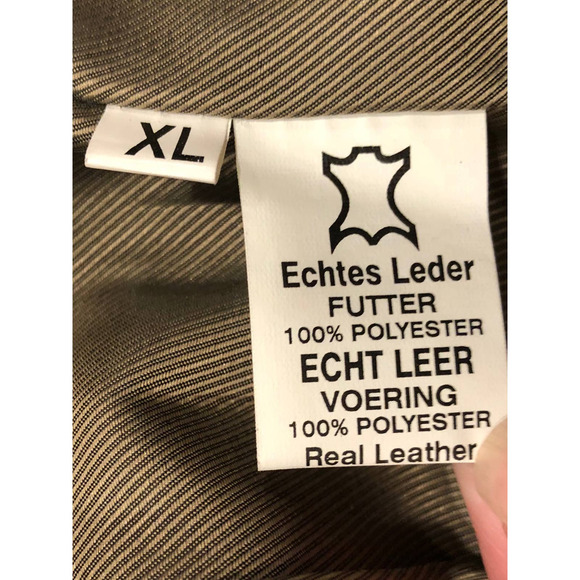 XL
Echtes Leder
FUTTER
100% POLYESTER
ECHT LEER
VOERING
100% POLYESTER
Real Leather